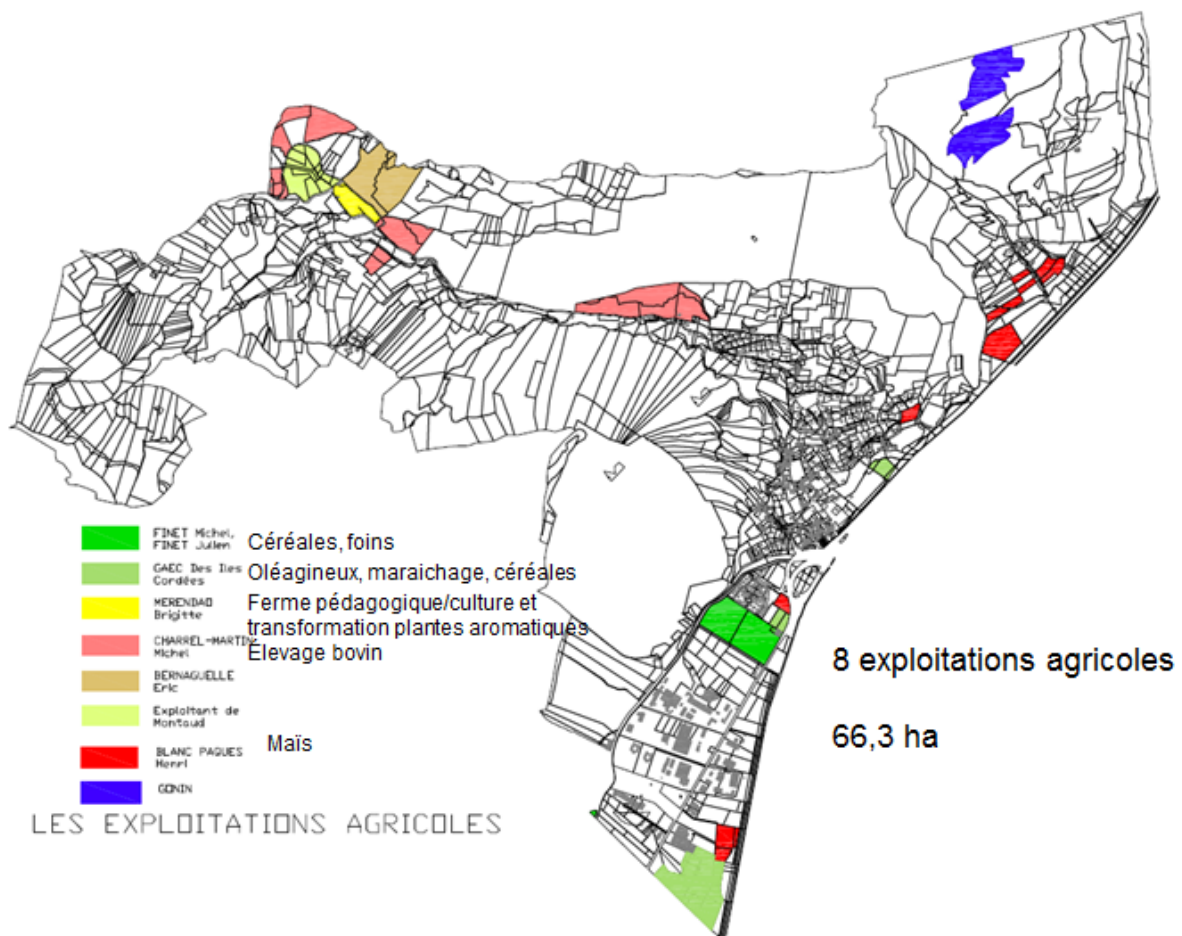 FINET Michel,
FINET Julien
Céréales, foins
GAEC Des Iles
Cordées
Oléagineux, maraichage, céréales
MERENDAO
Brigitte
Ferme pédagogique/culture et
transformation plantes aromatiques
CHARREL-MARTIN
Michel
Élevage bovin
BERNAGUELLE
Eric
Exploitant de
Montaud
BLANC PAQUES
Henri
Maïs
GONIN
LES EXPLOITATIONS AGRICOLES
8 exploitations agricoles
66,3 ha